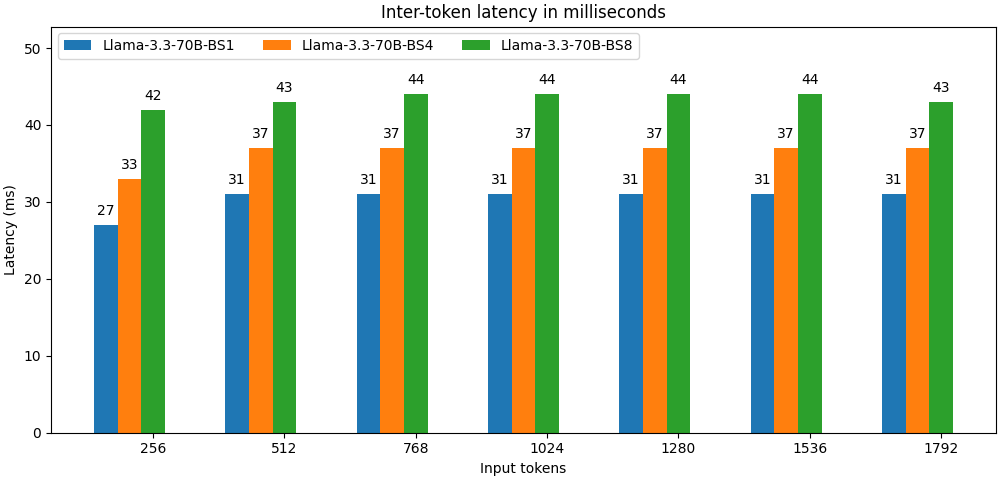 Inter-token latency in milliseconds
Llama-3.3-70B-BS1 Llama-3.3-70B-BS4 Llama-3.3-70B-BS8
Latency (ms)
50
40
30
20
10
0
27 33 42
31 37 43
31 37 44
31 37 44
31 37 44
31 37 44
31 37 43
256 512 768 1024 1280 1536 1792
Input tokens